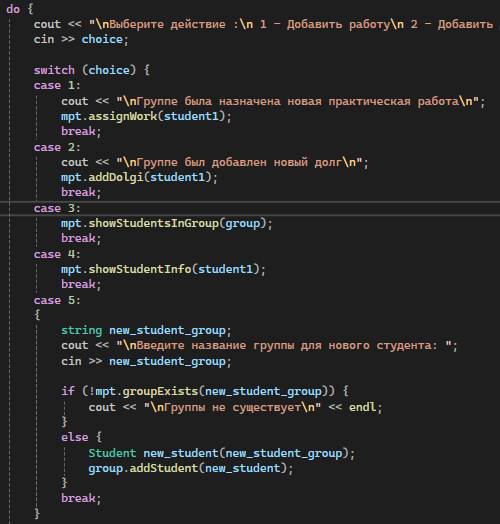 do {
cout << "\nВыберите действие :\n 1 - Добавить работу\n 2 - Добавить
cin >> choice;
switch (choice) {
case 1:
cout << "\nГруппе была назначена новая практическая работа\n";
mpt.assignWork(student1);
break;
case 2:
cout << "\nГруппе был добавлен новый долг\n";
mpt.addDolgi(student1);
break;
case 3:
mpt.showStudentsInGroup(group);
break;
case 4:
mpt.showStudentInfo(student1);
break;
case 5:
{
string new_student_group;
cout << "\nВведите название группы для нового студента: ";
cin >> new_student_group;
if (!mpt.groupExists(new_student_group)) {
cout << "\nГруппы не существует\n" << endl;
}
else {
Student new_student(new_student_group);
group.addStudent(new_student);
}
break;
}